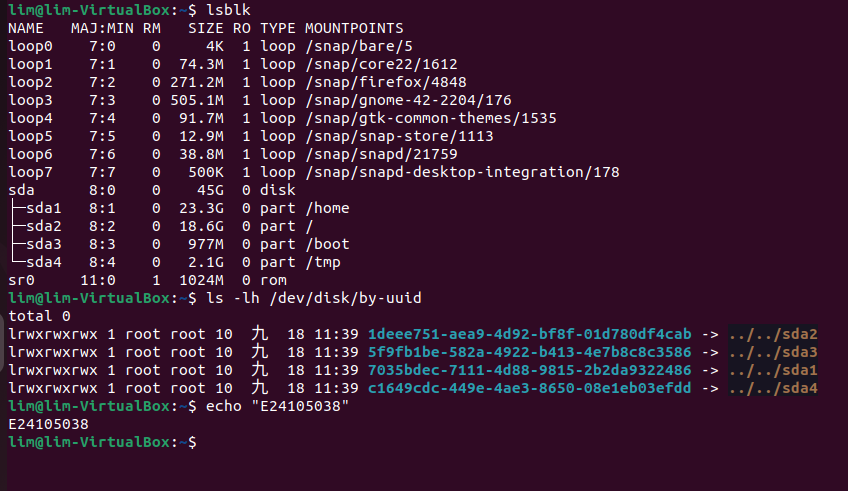 lim@lim-VirtualBox:~$ lsblk
NAME   MAJ:MIN RM   SIZE RO TYPE MOUNTPOINTS
loop0    7:0    0     4K  1 loop /snap/bare/5
loop1    7:1    0  74.3M  1 loop /snap/core22/1612
loop2    7:2    0 271.2M  1 loop /snap/firefox/4848
loop3    7:3    0 505.1M  1 loop /snap/gnome-42-2204/176
loop4    7:4    0  91.7M  1 loop /snap/gtk-common-themes/1535
loop5    7:5    0  12.9M  1 loop /snap/snap-store/1113
loop6    7:6    0  38.8M  1 loop /snap/snapd/21759
loop7    7:7    0   500K  1 loop /snap/snapd-desktop-integration/178
sda      8:0    0    45G  0 disk
├─sda1   8:1    0  23.3G  0 part /home
├─sda2   8:2    0  18.6G  0 part /
├─sda3   8:3    0   977M  0 part /boot
└─sda4   8:4    0   2.1G  0 part /tmp
sr0     11:0    1  1024M  0 rom
lim@lim-VirtualBox:~$ ls -lh /dev/disk/by-uuid
total 0
lrwxrwxrwx 1 root root 10  九  18 11:39 1deee751-aea9-4d92-bf8f-01d780df4cab -> ../../sda2
lrwxrwxrwx 1 root root 10  九  18 11:39 5f9fb1be-582a-4922-b413-4e7b8c8c3586 -> ../../sda3
lrwxrwxrwx 1 root root 10  九  18 11:39 7035bdec-7111-4d88-9815-2b2da9322486 -> ../../sda1
lrwxrwxrwx 1 root root 10  九  18 11:39 c1649cdc-449e-4ae3-8650-08e1eb03efdd -> ../../sda4
lim@lim-VirtualBox:~$ echo "E24105038"
E24105038
lim@lim-VirtualBox:~$